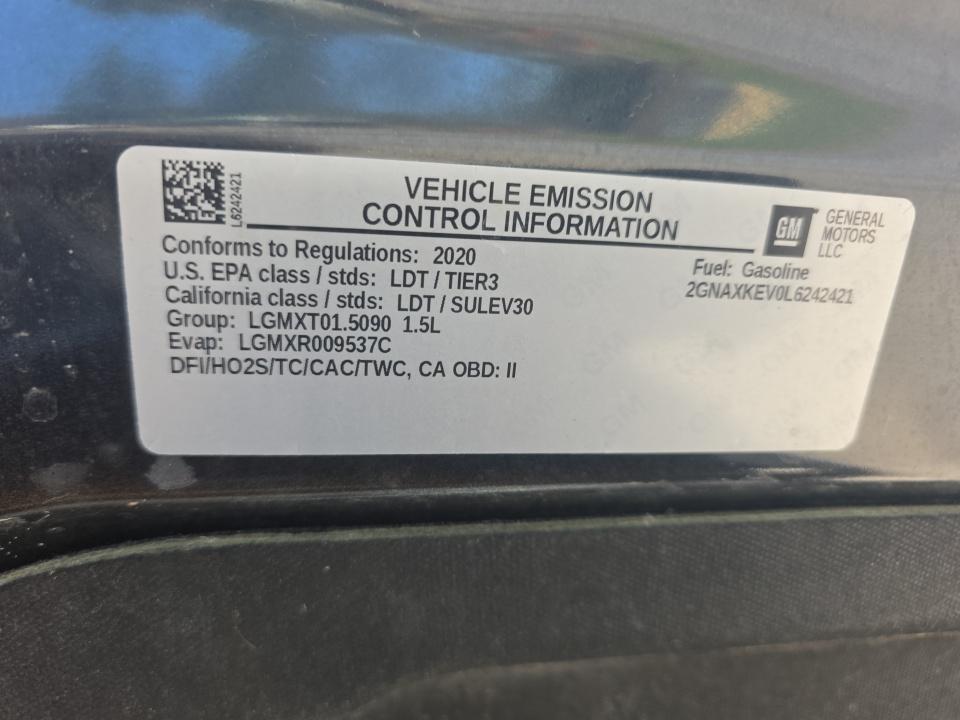 L6242421
VEHICLE EMISSION
CONTROL INFORMATION
GM
GENERAL
MOTORS
LLC
Conforms to Regulations: 2020
U.S. EPA class / stds: LDT / TIER3
California class / stds: LDT / SULEV30
Group: LGMXT01.5090 1.5L
Evap: LGMXR009537C
DFI/HO2S/TC/CAC/TWC, CA OBD: II
Fuel: Gasoline
2GNAXKEV0L6242421